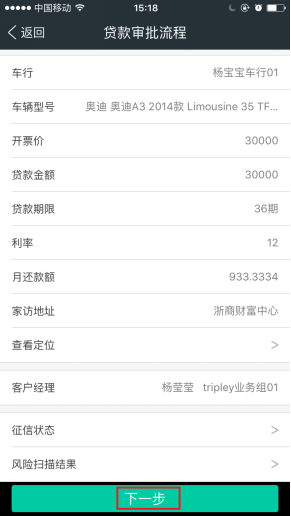 中国移动 15:18
返回 贷款审批流程
车行 杨宝宝车行01
车辆型号 奥迪 奥迪A3 2014款 Limousine 35 TF...
开票价 30000
贷款金额 30000
贷款期限 36期
利率 12
月还款额 933.3334
家访地址 浙商财富中心
查看定位
客户经理 杨莹莹 tripley业务组01
征信状态
风险扫描结果
下一步